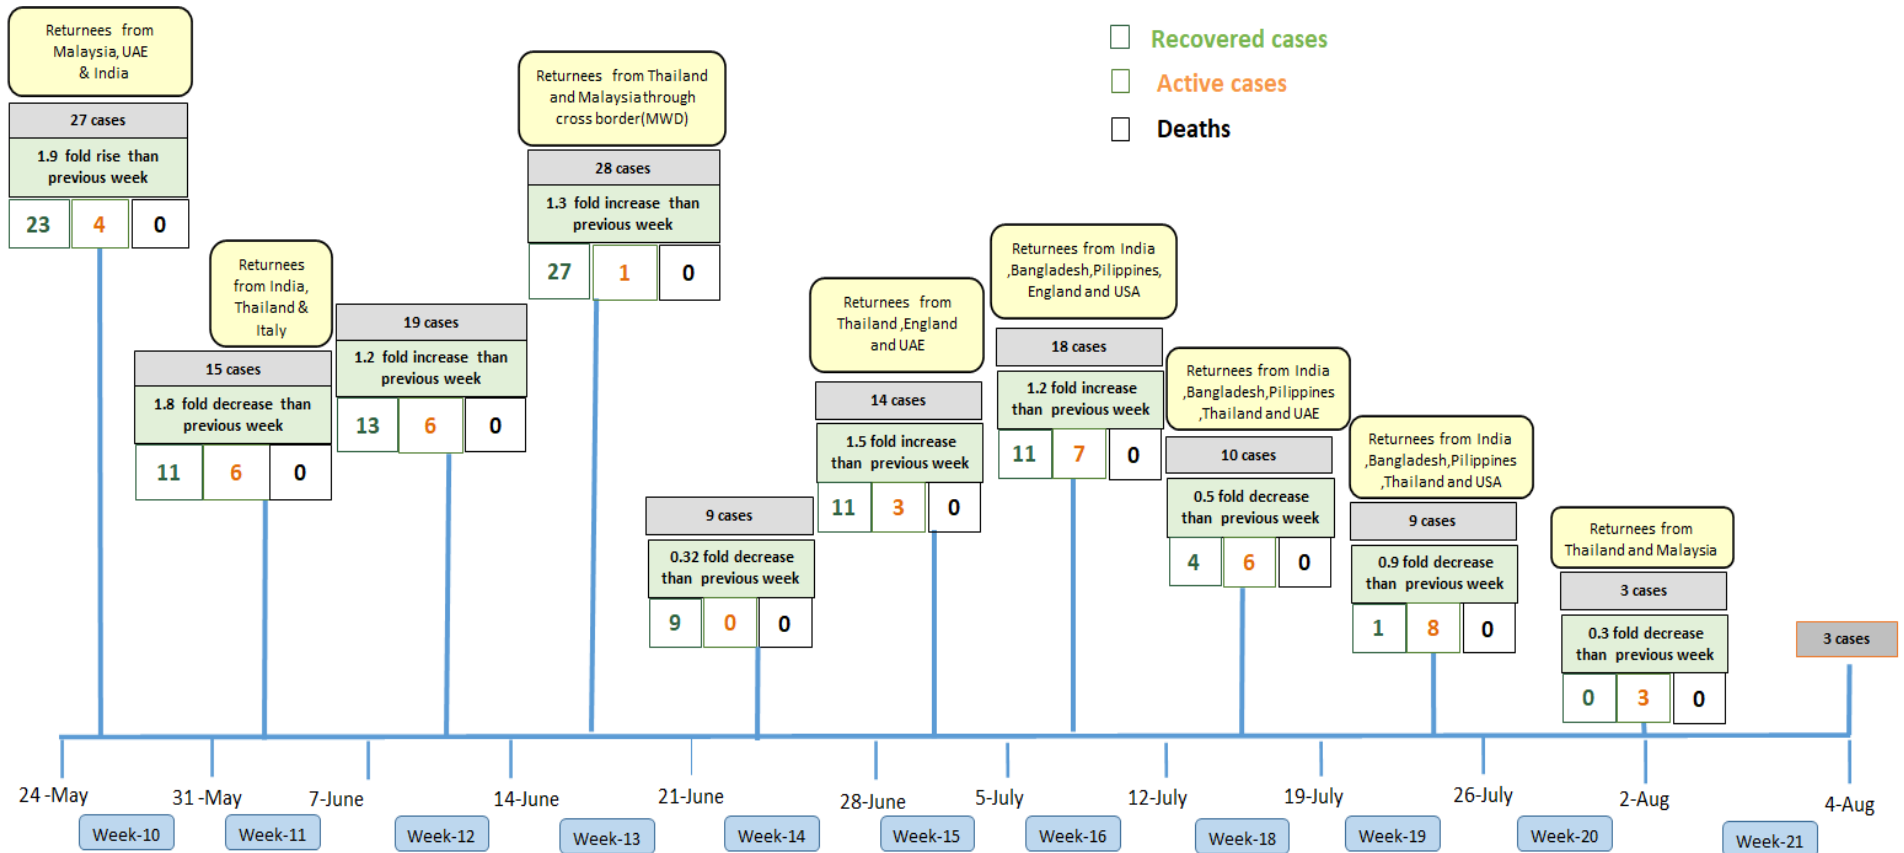 Returnees from
Malaysia, UAE
& India
27 cases
1.9 fold rise than
previous week
23 4 0
Returnees
from India,
Thailand &
Italy
15 cases
1.8 fold decrease than
previous week
11 6 0
19 cases
1.2 fold increase than
previous week
13 6 0
Returnees from Thailand
and Malaysiathrough
cross border(MWD)
28 cases
1.3 fold increase than
previous week
27 1 0
9 cases
0.32 fold decrease
than previous week
9 0 0
Returnees from
Thailand ,England
and UAE
14 cases
1.5 fold increase
than previous week
11 3 0
Returnees from India
,Bangladesh,Pilippines,
England and USA
18 cases
1.2 fold increase
than previous week
11 7 0
Returnees from India
,Bangladesh,Pilippines
,Thailand and UAE
10 cases
0.5 fold decrease
than previous week
4 6 0
Returnees from India
,Bangladesh,Pilippines
,Thailand and USA
9 cases
0.9 fold decrease
than previous week
1 8 0
Returnees from
Thailand and Malaysia
3 cases
0.3 fold decrease
than previous week
0 3 0
3 cases
Recovered cases
Active cases
Deaths
24 -May
31 -May
7-June
14-June
21-June
28-June
5-July
12-July
19-July
26-July
2-Aug
4-Aug
Week-10
Week-11
Week-12
Week-13
Week-14
Week-15
Week-16
Week-18
Week-19
Week-20
Week-21